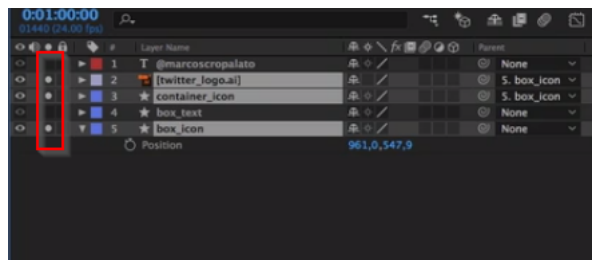 0:01:00:00
01440 (24.00 fps)
# Layer Name fx Parent
1 T @marcoscropalato None
2 [twitter_logo.ai] 5. box_icon
3 container_icon 5. box_icon
4 box_text None
5 box_icon None
Position 961,0,547,9